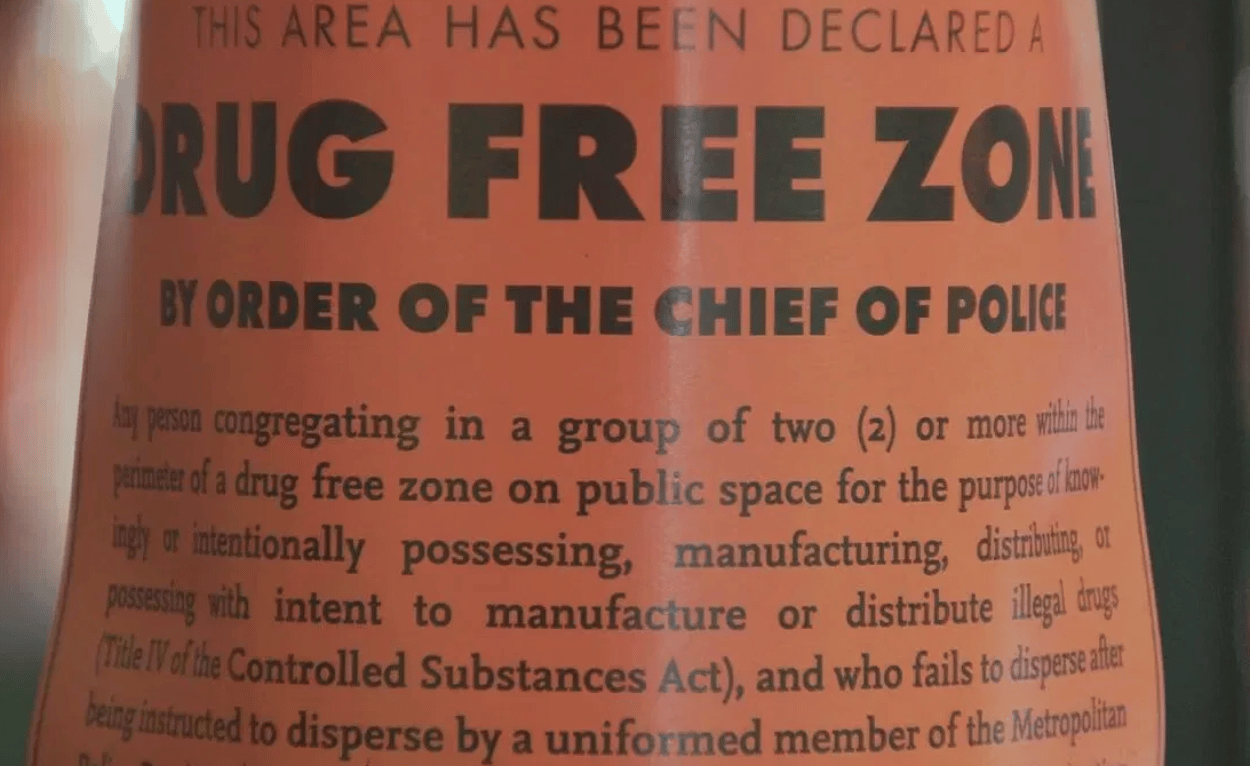 THIS AREA HAS BEEN DECLARED A
DRUG FREE ZONE
BY ORDER OF THE CHIEF OF POLICE
Any person congregating in a group of two (2) or more within the
perimeter of a drug free zone on public space for the purpose of know-
ingly or intentionally possessing, manufacturing, distributing, or
possessing with intent to manufacture or distribute illegal drugs
(Title IV of the Controlled Substances Act), and who fails to disperse after
being instructed to disperse by a uniformed member of the Metropolitan